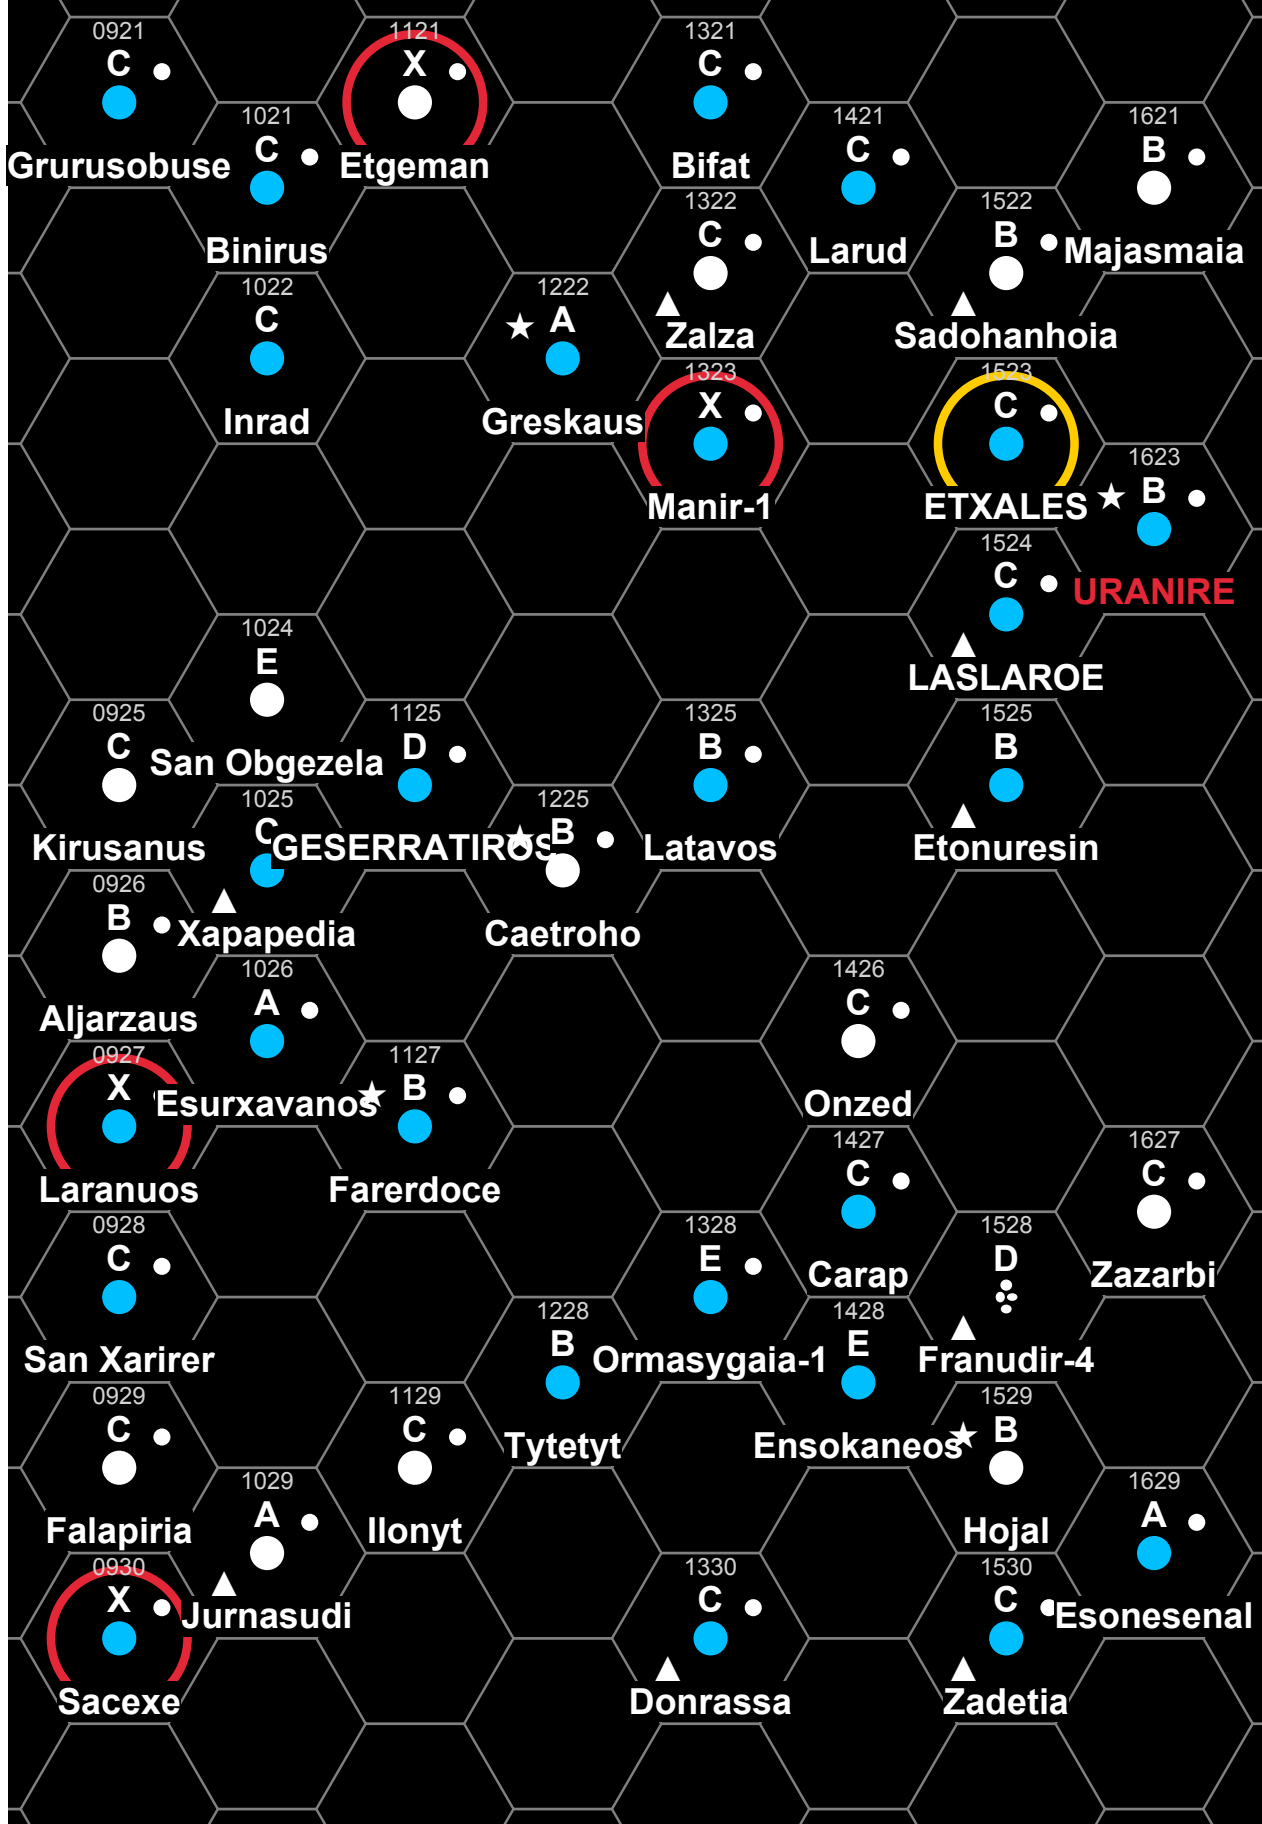 0921
C
Grurusobuse
1121
X
Etgeman
1321
C
Bifat
1021
C
Binirus
1421
C
Larud
1621
B
Majasmaia
1322
C
Zalza
1522
B
Sadohanhoia
1022
C
Inrad
1222
A
Greskaus
1323
X
Manir-1
1523
C
ETXALES
1623
B
URANIRE
1524
C
LASLAROE
1024
E
San Obgezela
0925
C
Kirusanus
1125
D
GESERRATIROS
1325
B
Latavos
1525
B
Etonuresin
1025
C
Xapapedia
1225
B
Caetroho
0926
B
Aljarzaus
1026
A
Esurxavanos
1426
C
Onzed
0927
X
Laranuos
1127
B
Farerdoce
1427
C
Carap
1627
C
Zazarbi
0928
C
San Xarirer
1328
E
Ormasygaia-1
1528
D
Franudir-4
1228
B
Tytetyt
1428
E
Ensokaneos
0929
C
Falapiria
1129
C
Ilonyt
1529
B
Hojal
1029
A
Jurnasudi
1629
A
Esonesenal
0930
X
Sacexe
1330
C
Donrassa
1530
C
Zadetia